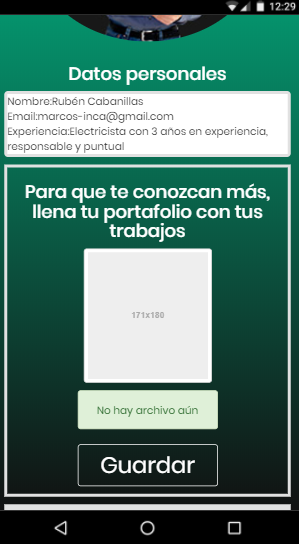 12:29
Datos personales
Nombre:Rubén Cabanillas
Email:marcos-inca@gmail.com
Experiencia:Electricista con 3 años en experiencia,
responsable y puntual
Para que te conozcan más,
llena tu portafolio con tus
trabajos
171x180
No hay archivo aún
Guardar